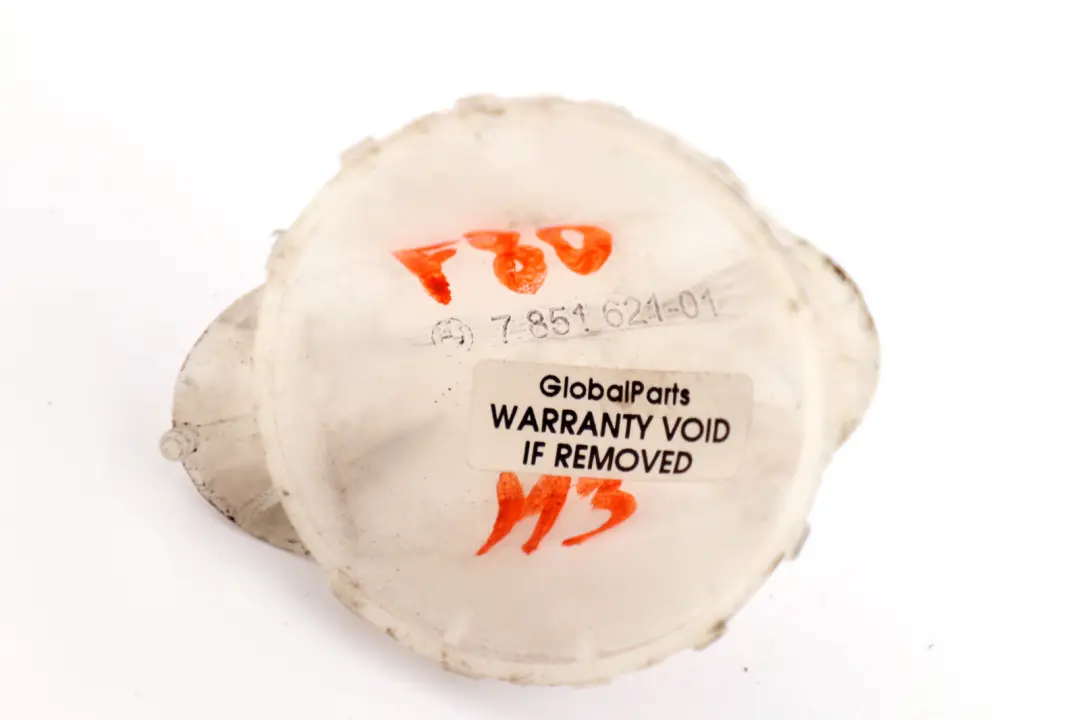 F80
7 851 621-01
GlobalParts
WARRANTY VOID
IF REMOVED
M3